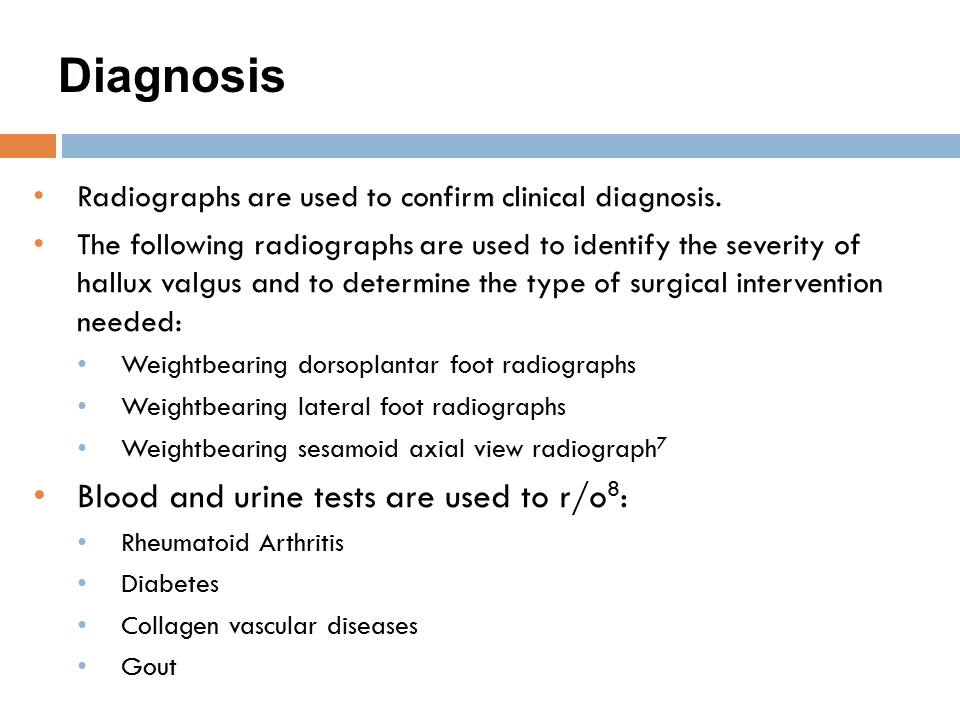 Diagnosis
• Radiographs are used to confirm clinical diagnosis.
• The following radiographs are used to identify the severity of
hallux valgus and to determine the type of surgical intervention
needed:
• Weightbearing dorsoplantar foot radiographs
• Weightbearing lateral foot radiographs
• Weightbearing sesamoid axial view radiograph⁷
• Blood and urine tests are used to r/o⁸:
• Rheumatoid Arthritis
• Diabetes
• Collagen vascular diseases
• Gout